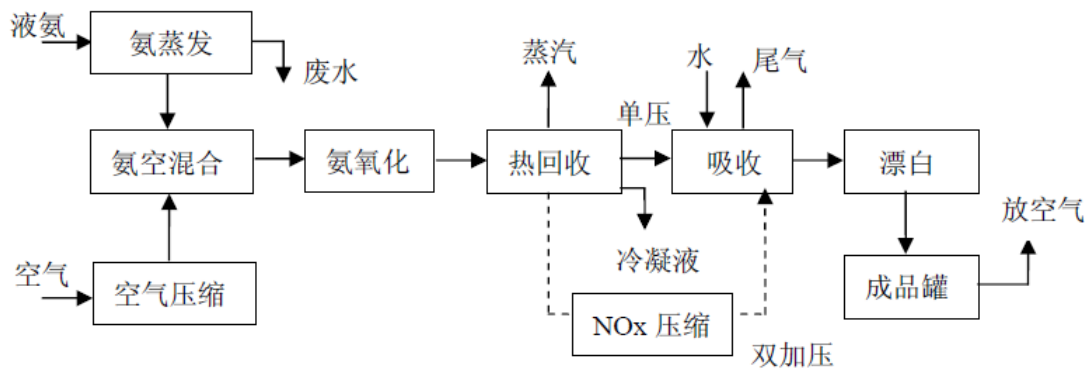 液氨
氨蒸发
废水
蒸汽
水
尾气
单压
氨空混合
氨氧化
热回收
吸收
漂白
放空气
冷凝液
空气
空气压缩
成品罐
NOx 压缩
双加压